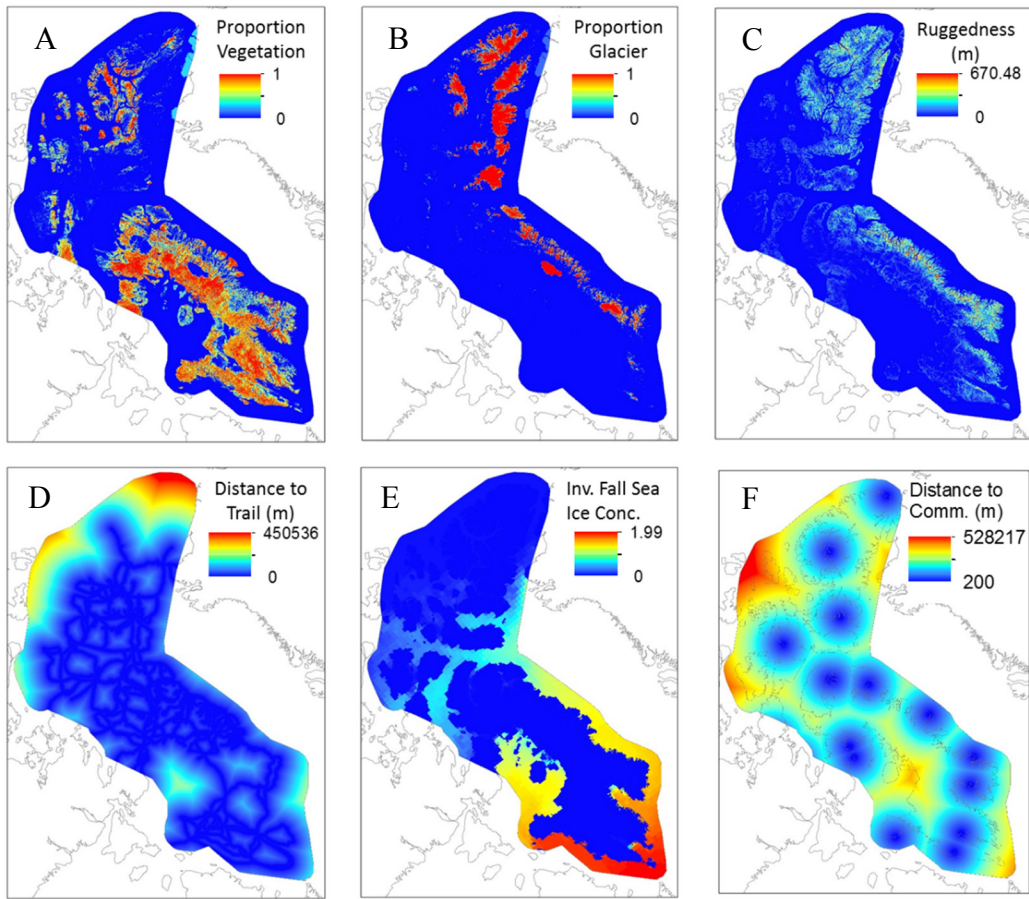 A
Proportion
Vegetation
1
0
B
Proportion
Glacier
1
0
C
Ruggedness
(m)
670.48
0
D
Distance to
Trail (m)
450536
0
E
Inv. Fall Sea
Ice Conc.
1.99
0
F
Distance to
Comm. (m)
528217
200